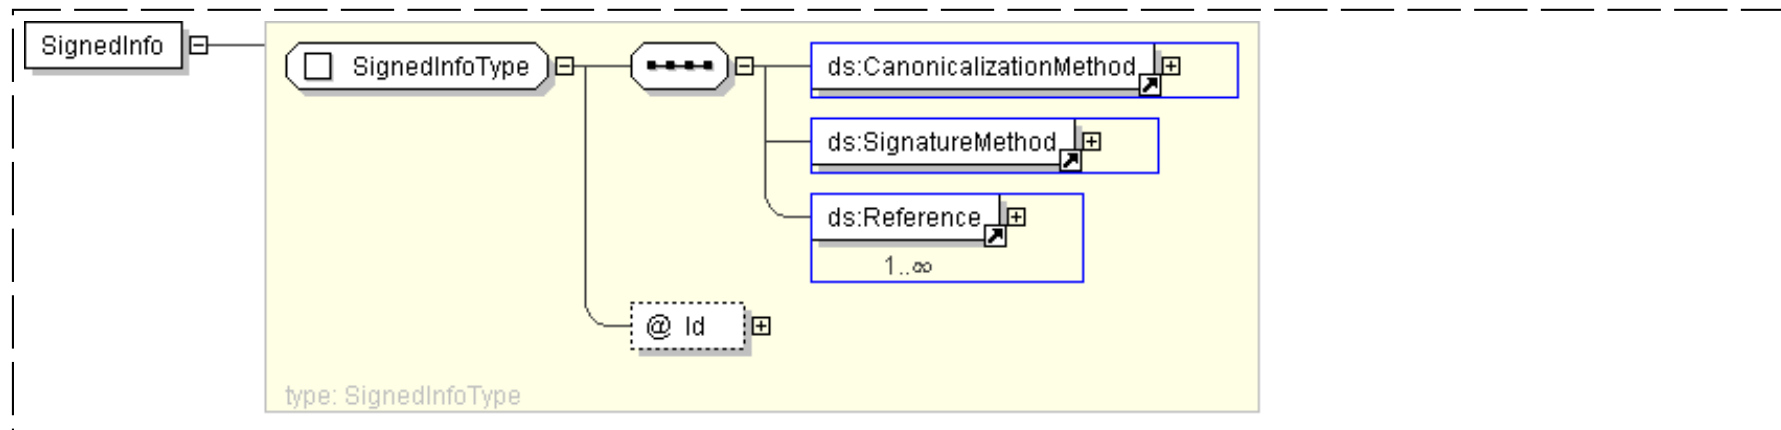 SignedInfo
SignedInfoType
ds:CanonicalizationMethod
ds:SignatureMethod
ds:Reference
1..∞
@ Id
type: SignedInfoType